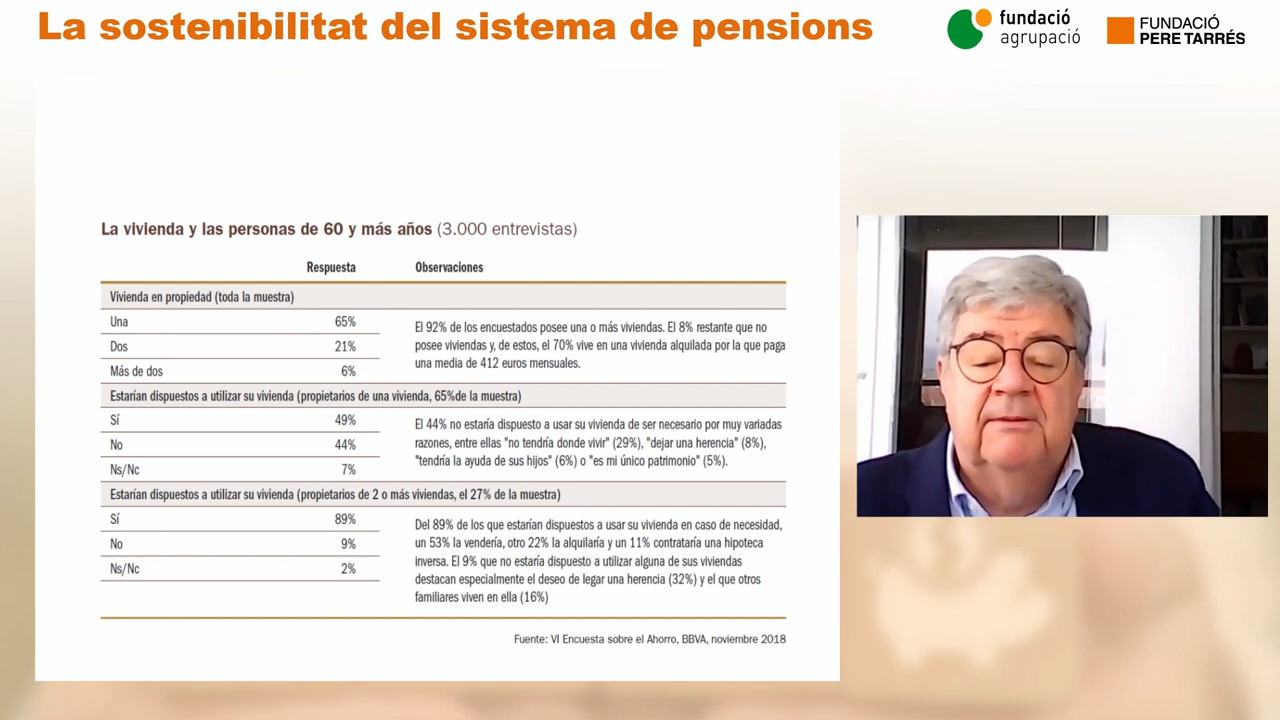 La sostenibilitat del sistema de pensions
fundació
agrupació
FUNDACIÓ
PERE TARRÉS
La vivienda y las personas de 60 y más años (3.000 entrevistas)
Respuesta Observaciones
Vivienda en propiedad (toda la muestra)
Una 65%
Dos 21%
Más de dos 6%
El 92% de los encuestados posee una o más viviendas. El 8% restante que no
posee viviendas y, de estos, el 70% vive en una vivienda alquilada por la que paga
una media de 412 euros mensuales.
Estarían dispuestos a utilizar su vivienda (propietarios de una vivienda, 65%de la muestra)
Sí 49%
No 44%
Ns/Nc 7%
El 44% no estaría dispuesto a usar su vivienda de ser necesario por muy variadas
razones, entre ellas "no tendría donde vivir" (29%), "dejar una herencia" (8%),
"tendría la ayuda de sus hijos" (6%) o "es mi único patrimonio" (5%).
Estarían dispuestos a utilizar su vivienda (propietarios de 2 o más viviendas, el 27% de la muestra)
Sí 89%
No 9%
Ns/Nc 2%
Del 89% de los que estarían dispuestos a usar su vivienda en caso de necesidad,
un 53% la vendería, otro 22% la alquilaría y un 11% contrataría una hipoteca
inversa. El 9% que no estaría dispuesto a utilizar alguna de sus viviendas
destacan especialmente el deseo de legar una herencia (32%) y el que otros
familiares viven en ella (16%)
Fuente: VI Encuesta sobre el Ahorro, BBVA, noviembre 2018